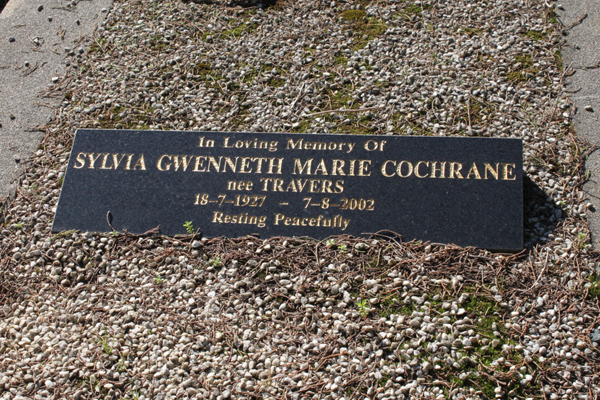 In Loving Memory Of
SYLVIA GWENNETH MARIE COCHRANE
nee TRAVERS
18-7-1927 - 7-8-2002
Resting Peacefully